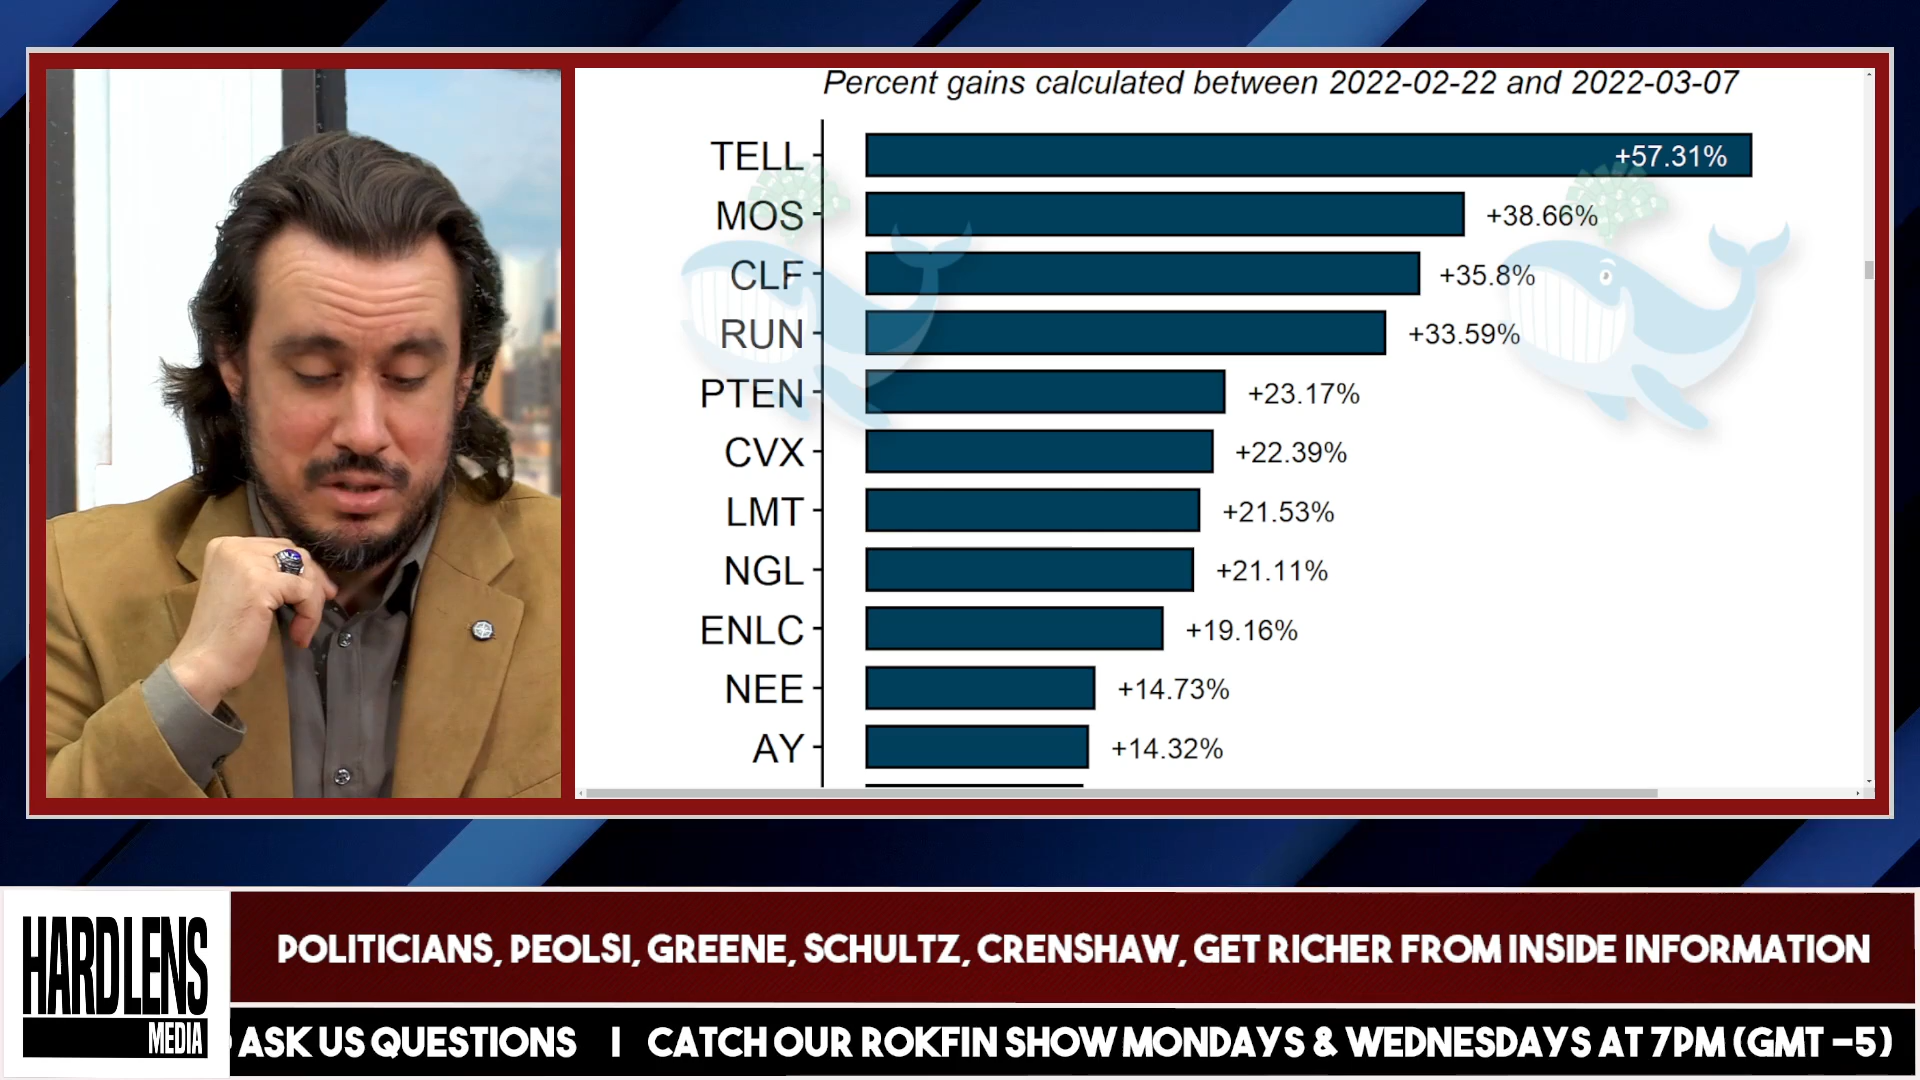 Percent gains calculated between 2022-02-22 and 2022-03-07
TELL +57.31%
MOS +38.66%
CLF +35.8%
RUN +33.59%
PTEN +23.17%
CVX +22.39%
LMT +21.53%
NGL +21.11%
ENLC +19.16%
NEE +14.73%
AY +14.32%
HARD LENS
MEDIA
POLITICIANS, PEOLSI, GREENE, SCHULTZ, CRENSHAW, GET RICHER FROM INSIDE INFORMATION
ASK US QUESTIONS | CATCH OUR ROKFIN SHOW MONDAYS & WEDNESDAYS AT 7PM (GMT -5)